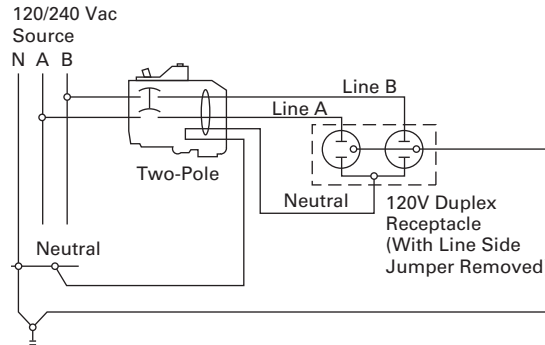 120/240 Vac
Source
N A B
Line B
Line A
Two-Pole
Neutral
120V Duplex
Receptacle
(With Line Side
Jumper Removed
Neutral